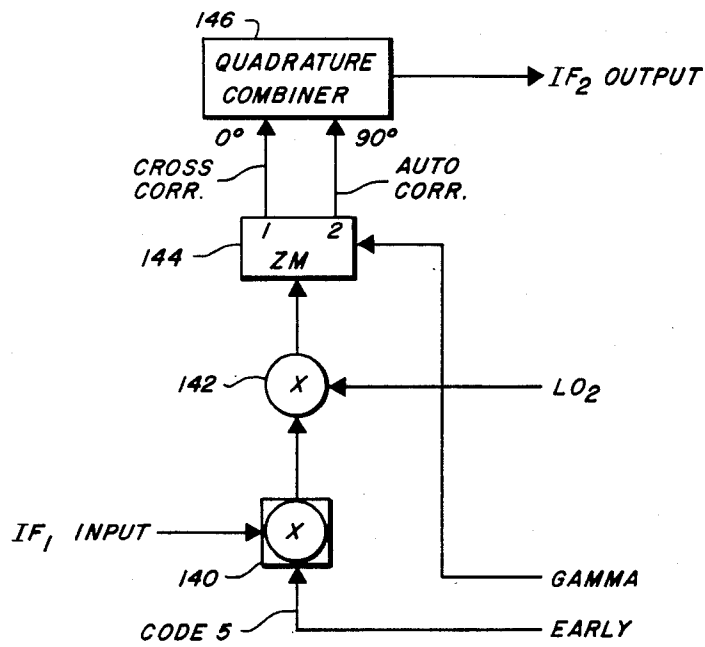 146
QUADRATURE
COMBINER
IF₂ OUTPUT
0° 90°
CROSS
CORR.
AUTO
CORR.
1 2
144
ZM
142
X
LO₂
IF₁ INPUT
X
140
GAMMA
CODE 5
EARLY